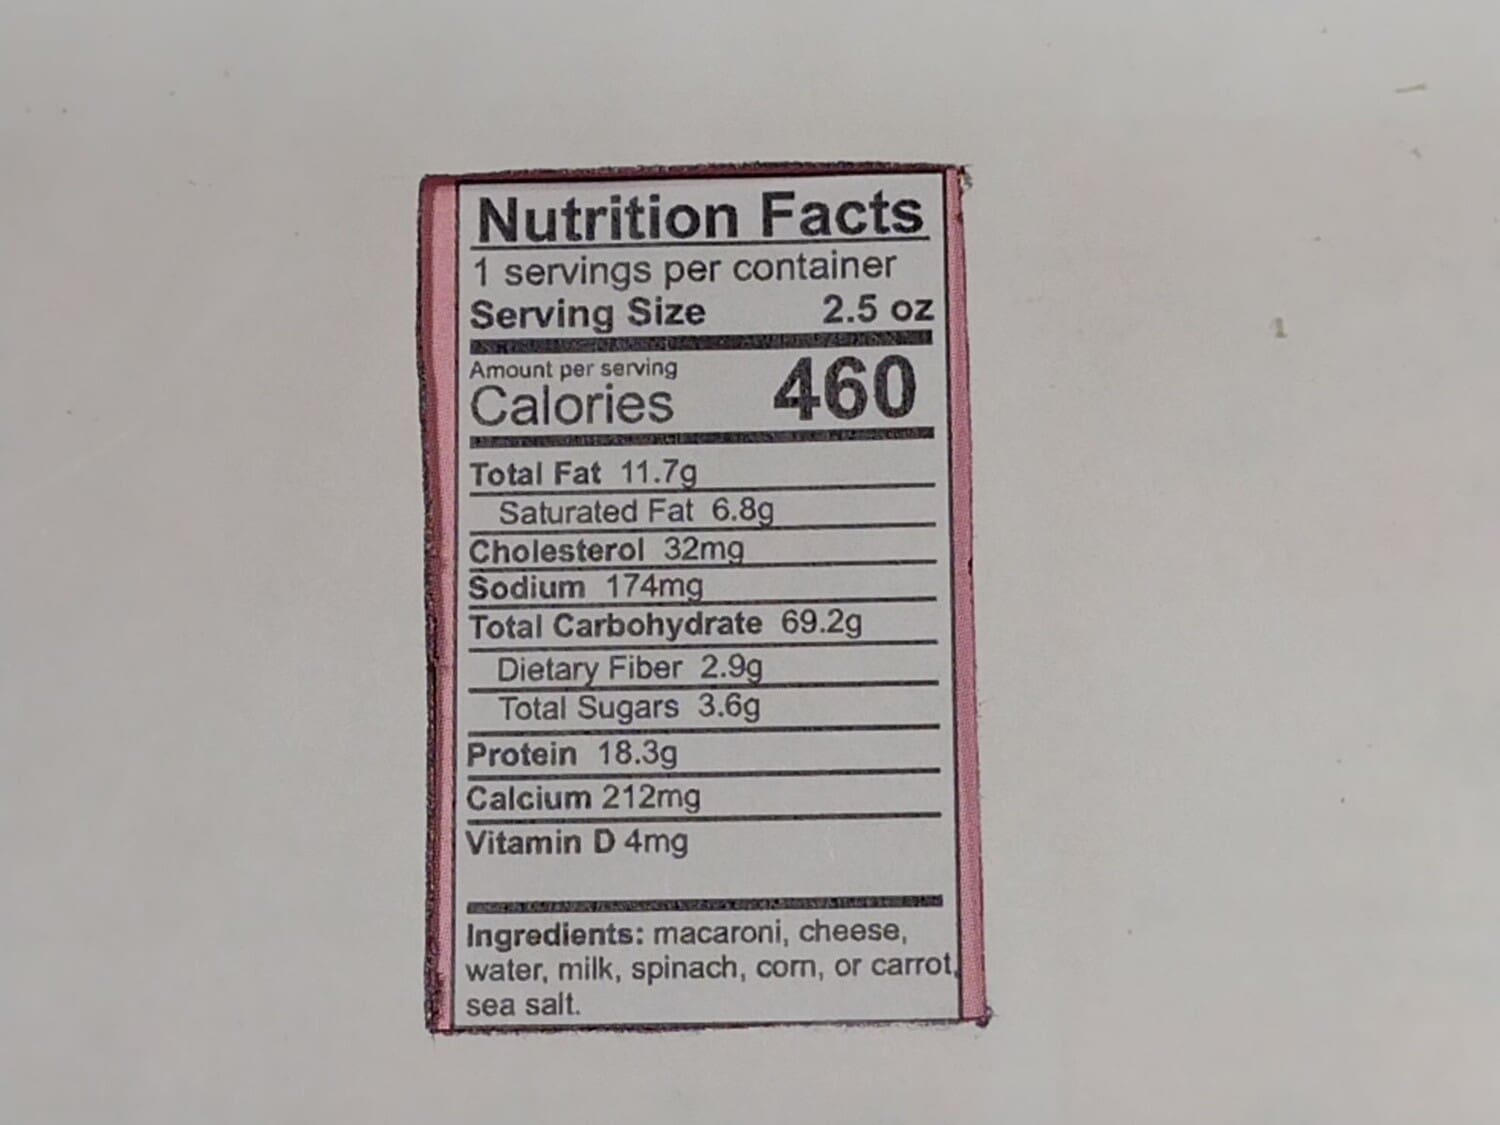 Nutrition Facts
1 servings per container
Serving Size 2.5 oz
Amount per serving
Calories 460
Total Fat 11.7g
Saturated Fat 6.8g
Cholesterol 32mg
Sodium 174mg
Total Carbohydrate 69.2g
Dietary Fiber 2.9g
Total Sugars 3.6g
Protein 18.3g
Calcium 212mg
Vitamin D 4mg
Ingredients: macaroni, cheese,
water, milk, spinach, corn, or carrot,
sea salt.